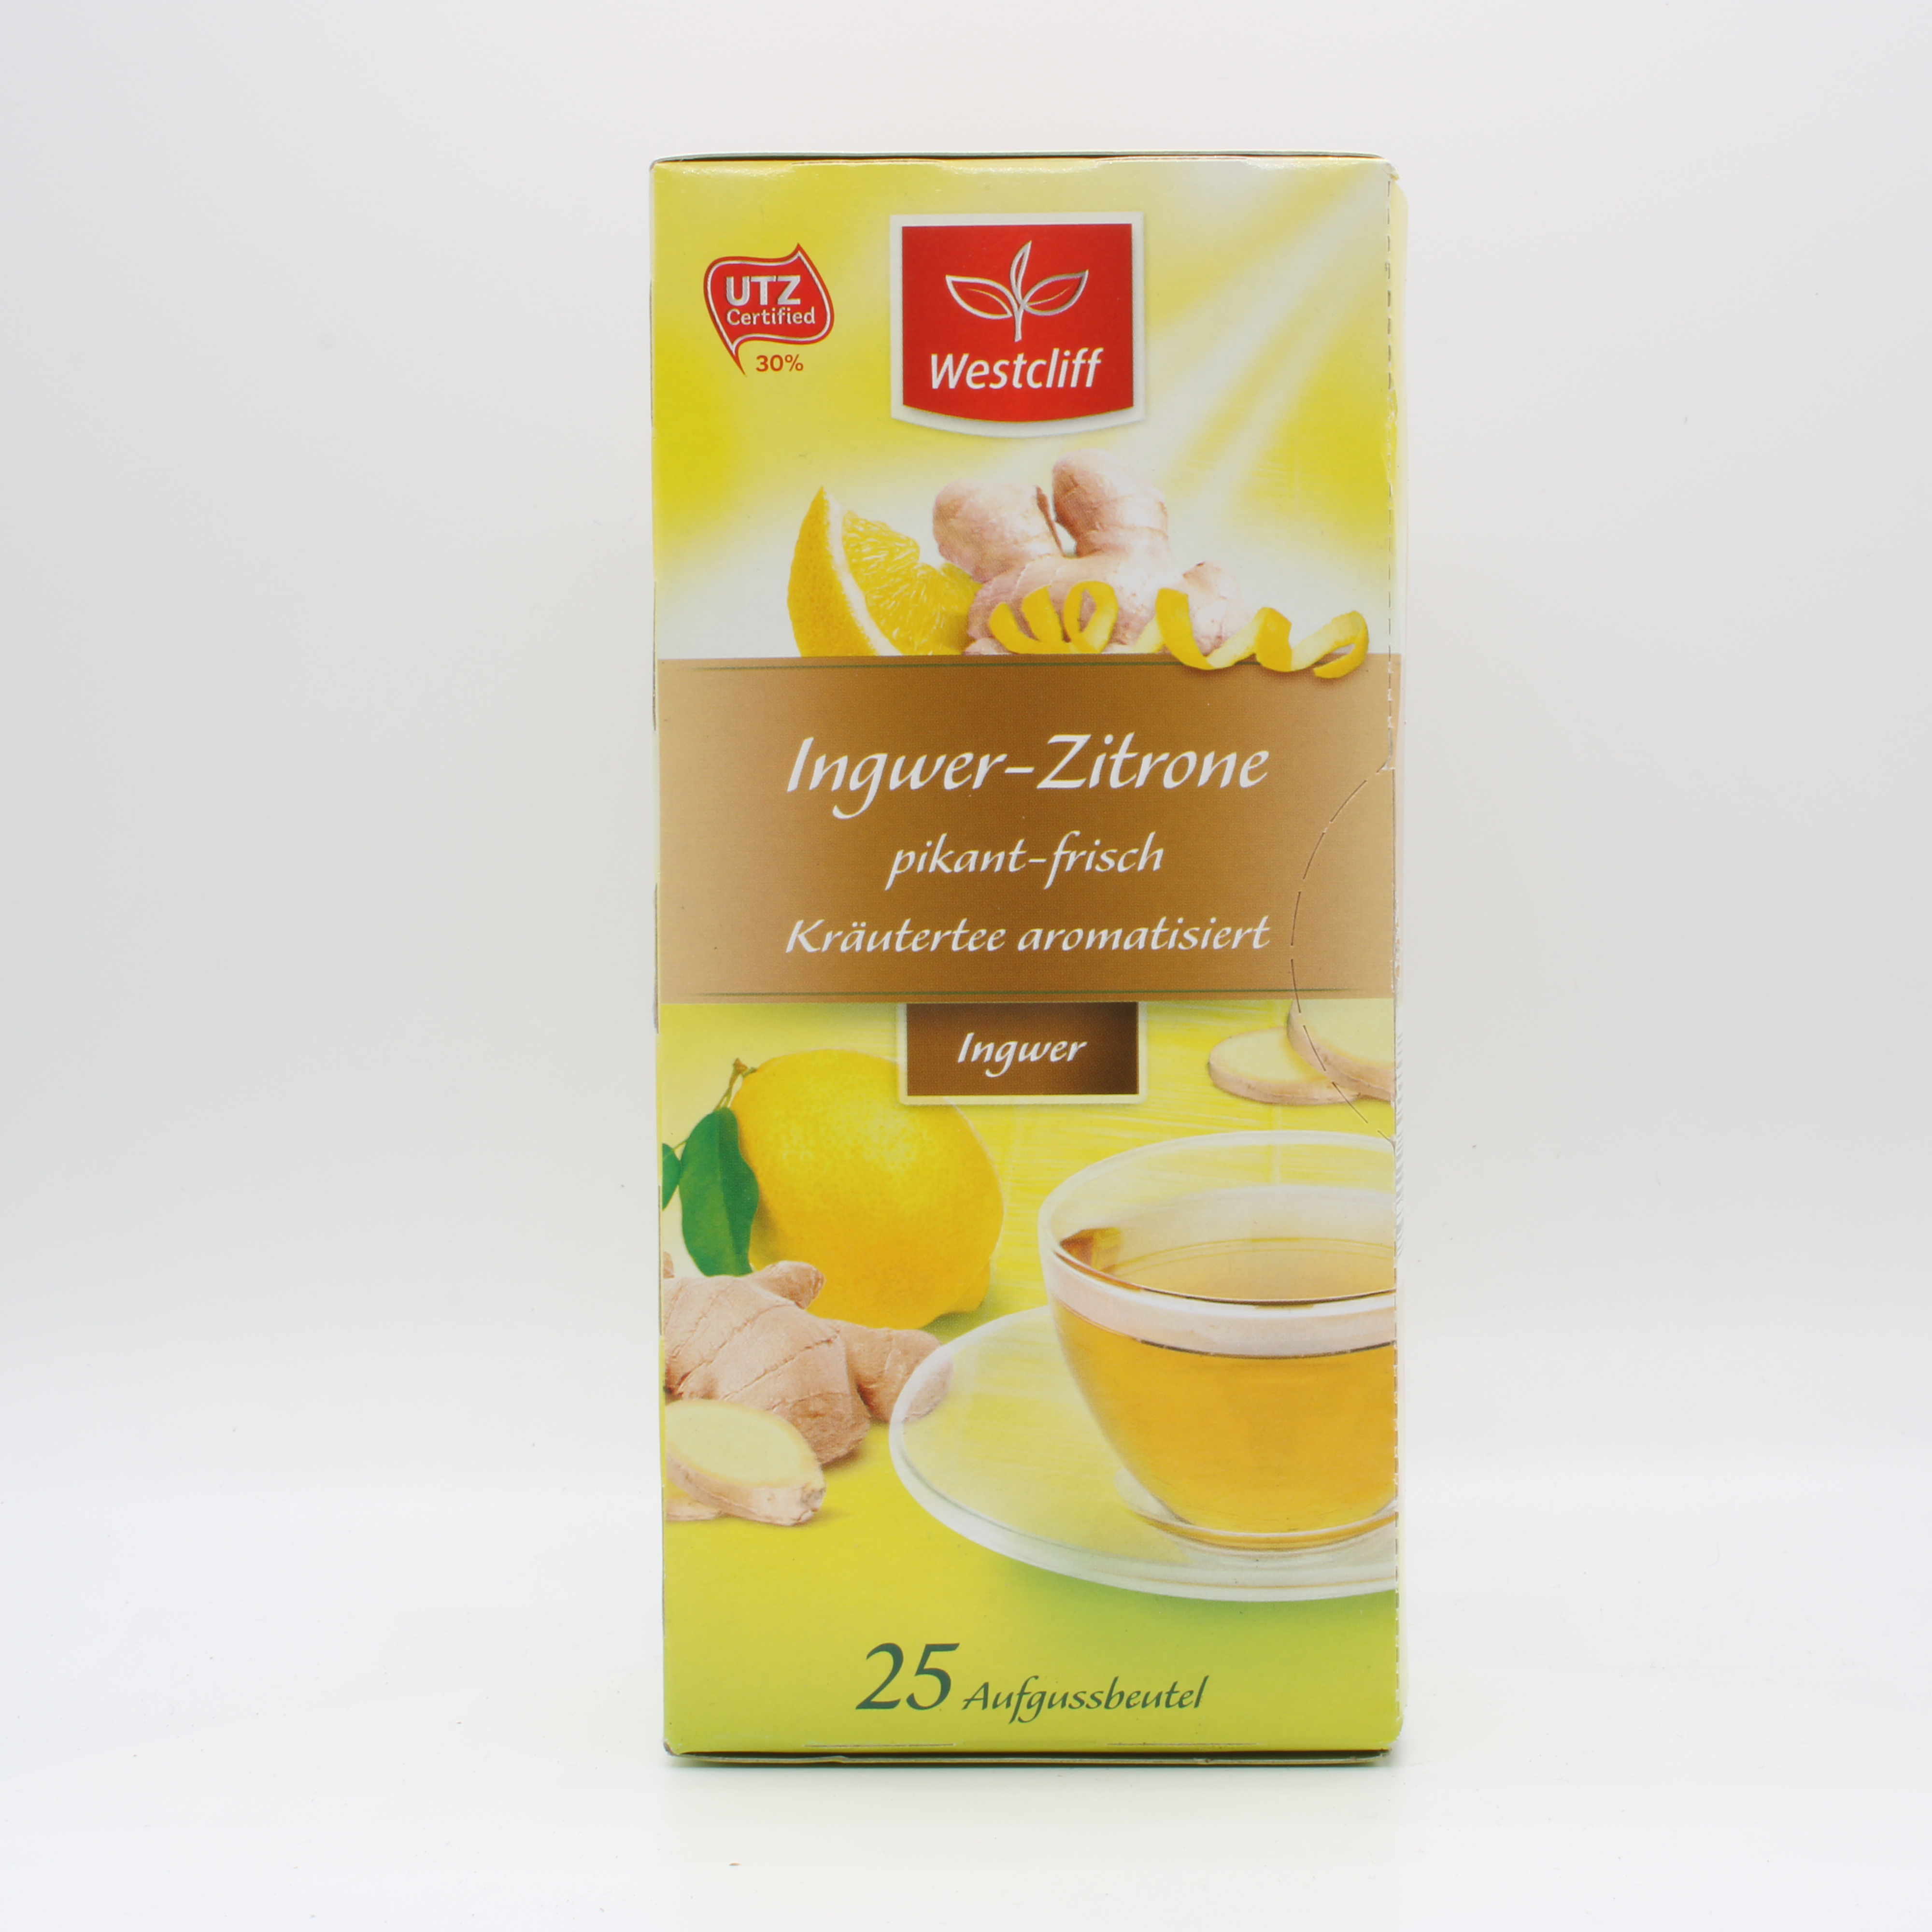 UTZ
Certified
30%
Westcliff
Ingwer-Zitrone
pikant-frisch
Kräutertee aromatisiert
Ingwer
25 Aufgussbeutel